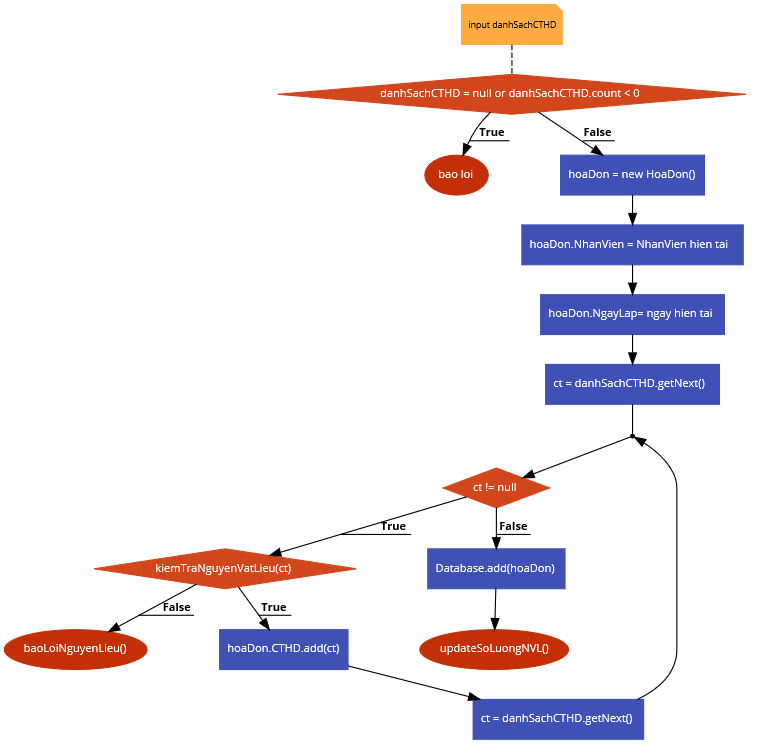 input danhSachCTHD
danhSachCTHD = null or danhSachCTHD.count < 0
True
False
bao loi
hoaDon = new HoaDon()
hoaDon.NhanVien = NhanVien hien tai
hoaDon.NgayLap= ngay hien tai
ct = danhSachCTHD.getNext()
ct != null
True
False
kiemTraNguyenVatLieu(ct)
Database.add(hoaDon)
False
True
baoLoiNguyenLieu()
hoaDon.CTHD.add(ct)
updateSoLuongNVL()
ct = danhSachCTHD.getNext()